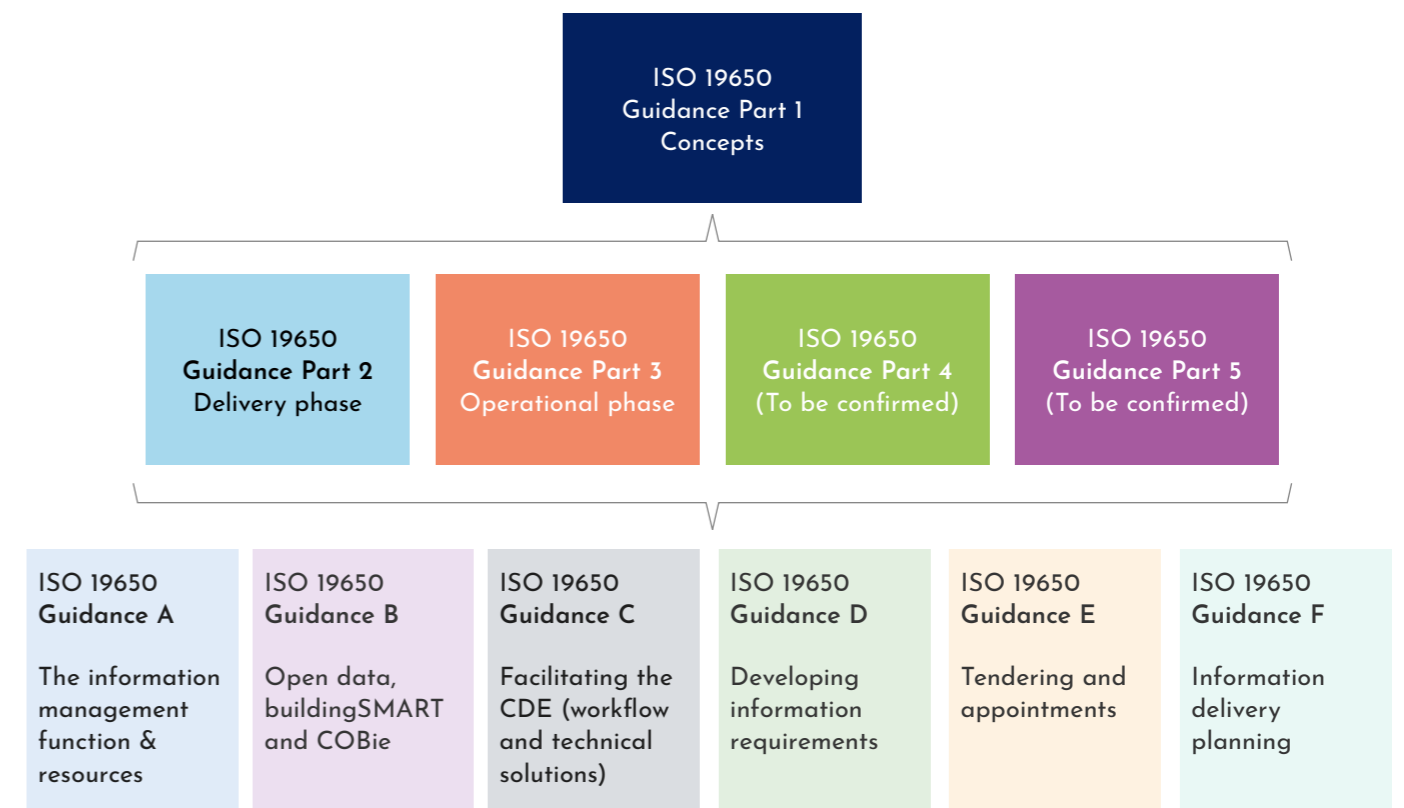 ISO 19650
Guidance Part 1
Concepts
ISO 19650
Guidance Part 2
Delivery phase
ISO 19650
Guidance Part 3
Operational phase
ISO 19650
Guidance Part 4
(To be confirmed)
ISO 19650
Guidance Part 5
(To be confirmed)
ISO 19650
Guidance A
The information
management
function &
resources
ISO 19650
Guidance B
Open data,
buildingSMART
and COBie
ISO 19650
Guidance C
Facilitating the
CDE (workflow
and technical
solutions)
ISO 19650
Guidance D
Developing
information
requirements
ISO 19650
Guidance E
Tendering and
appointments
ISO 19650
Guidance F
Information
delivery
planning